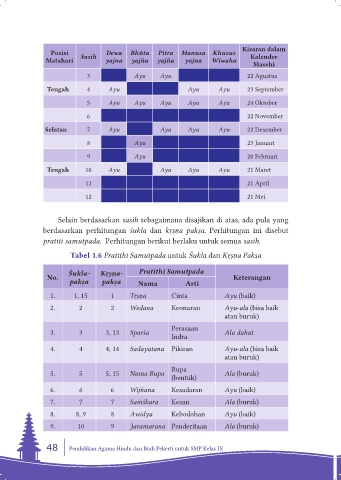 Posisi Matahari | Sasih | Dewa yajna | Bhūta yajña | Pitra yajña | Manusa yajna | Khusus Wiwaha | Kisaran dalam Kalender Masehi
3 | Ayu | Ayu | 22 Agustus
Tengah | 4 | Ayu | Ayu | Ayu | 23 September
5 | Ayu | Ayu | Ayu | Ayu | Ayu | 24 Oktober
6 | 22 November
Selatan | 7 | Ayu | Ayu | Ayu | Ayu | 22 Desember
8 | Ayu | 23 Januari
9 | Ayu | 20 Februari
Tengah | 10 | Ayu | Ayu | Ayu | Ayu | 21 Maret
11 | 21 April
12 | 21 Mei
Selain berdasarkan sasih sebagaimana disajikan di atas, ada pula yang
berdasarkan perhitungan śukla dan kṛṣṇa pakṣa. Perhitungan ini disebut
pratiti samutpada. Perhitungan berikut berlaku untuk semua sasih.
Tabel 1.6 Pratithi Samutpada untuk Śukla dan Kṛṣṇa Pakṣa
No. | Śukla-pakṣa | Kṛṣṇa-pakṣa | Pratithi Samutpada | Keterangan
Nama | Arti
1. | 1, 15 | 1 | Tṛṣṇa | Cinta | Ayu (baik)
2. | 2 | 2 | Wedana | Keonaran | Ayu-ala (bisa baik atau buruk)
3. | 3 | 3, 13 | Sparia | Perasaan Indra | Ala dahat
4. | 4 | 4, 14 | Sadayatana | Pikiran | Ayu-ala (bisa baik atau buruk)
5. | 5 | 5, 15 | Nama Rupa | Rupa (bentuk) | Ala (buruk)
6. | 6 | 6 | Wijñana | Kesadaran | Ayu (baik)
7. | 7 | 7 | Saṁskara | Kesan | Ala (buruk)
8. | 8, 9 | 8 | Awidya | Kebodohan | Ayu (baik)
9. | 10 | 9 | Jaramarana | Penderitaan | Ala (buruk)
48 | Pendidikan Agama Hindu dan Budi Pekerti untuk SMP Kelas IX